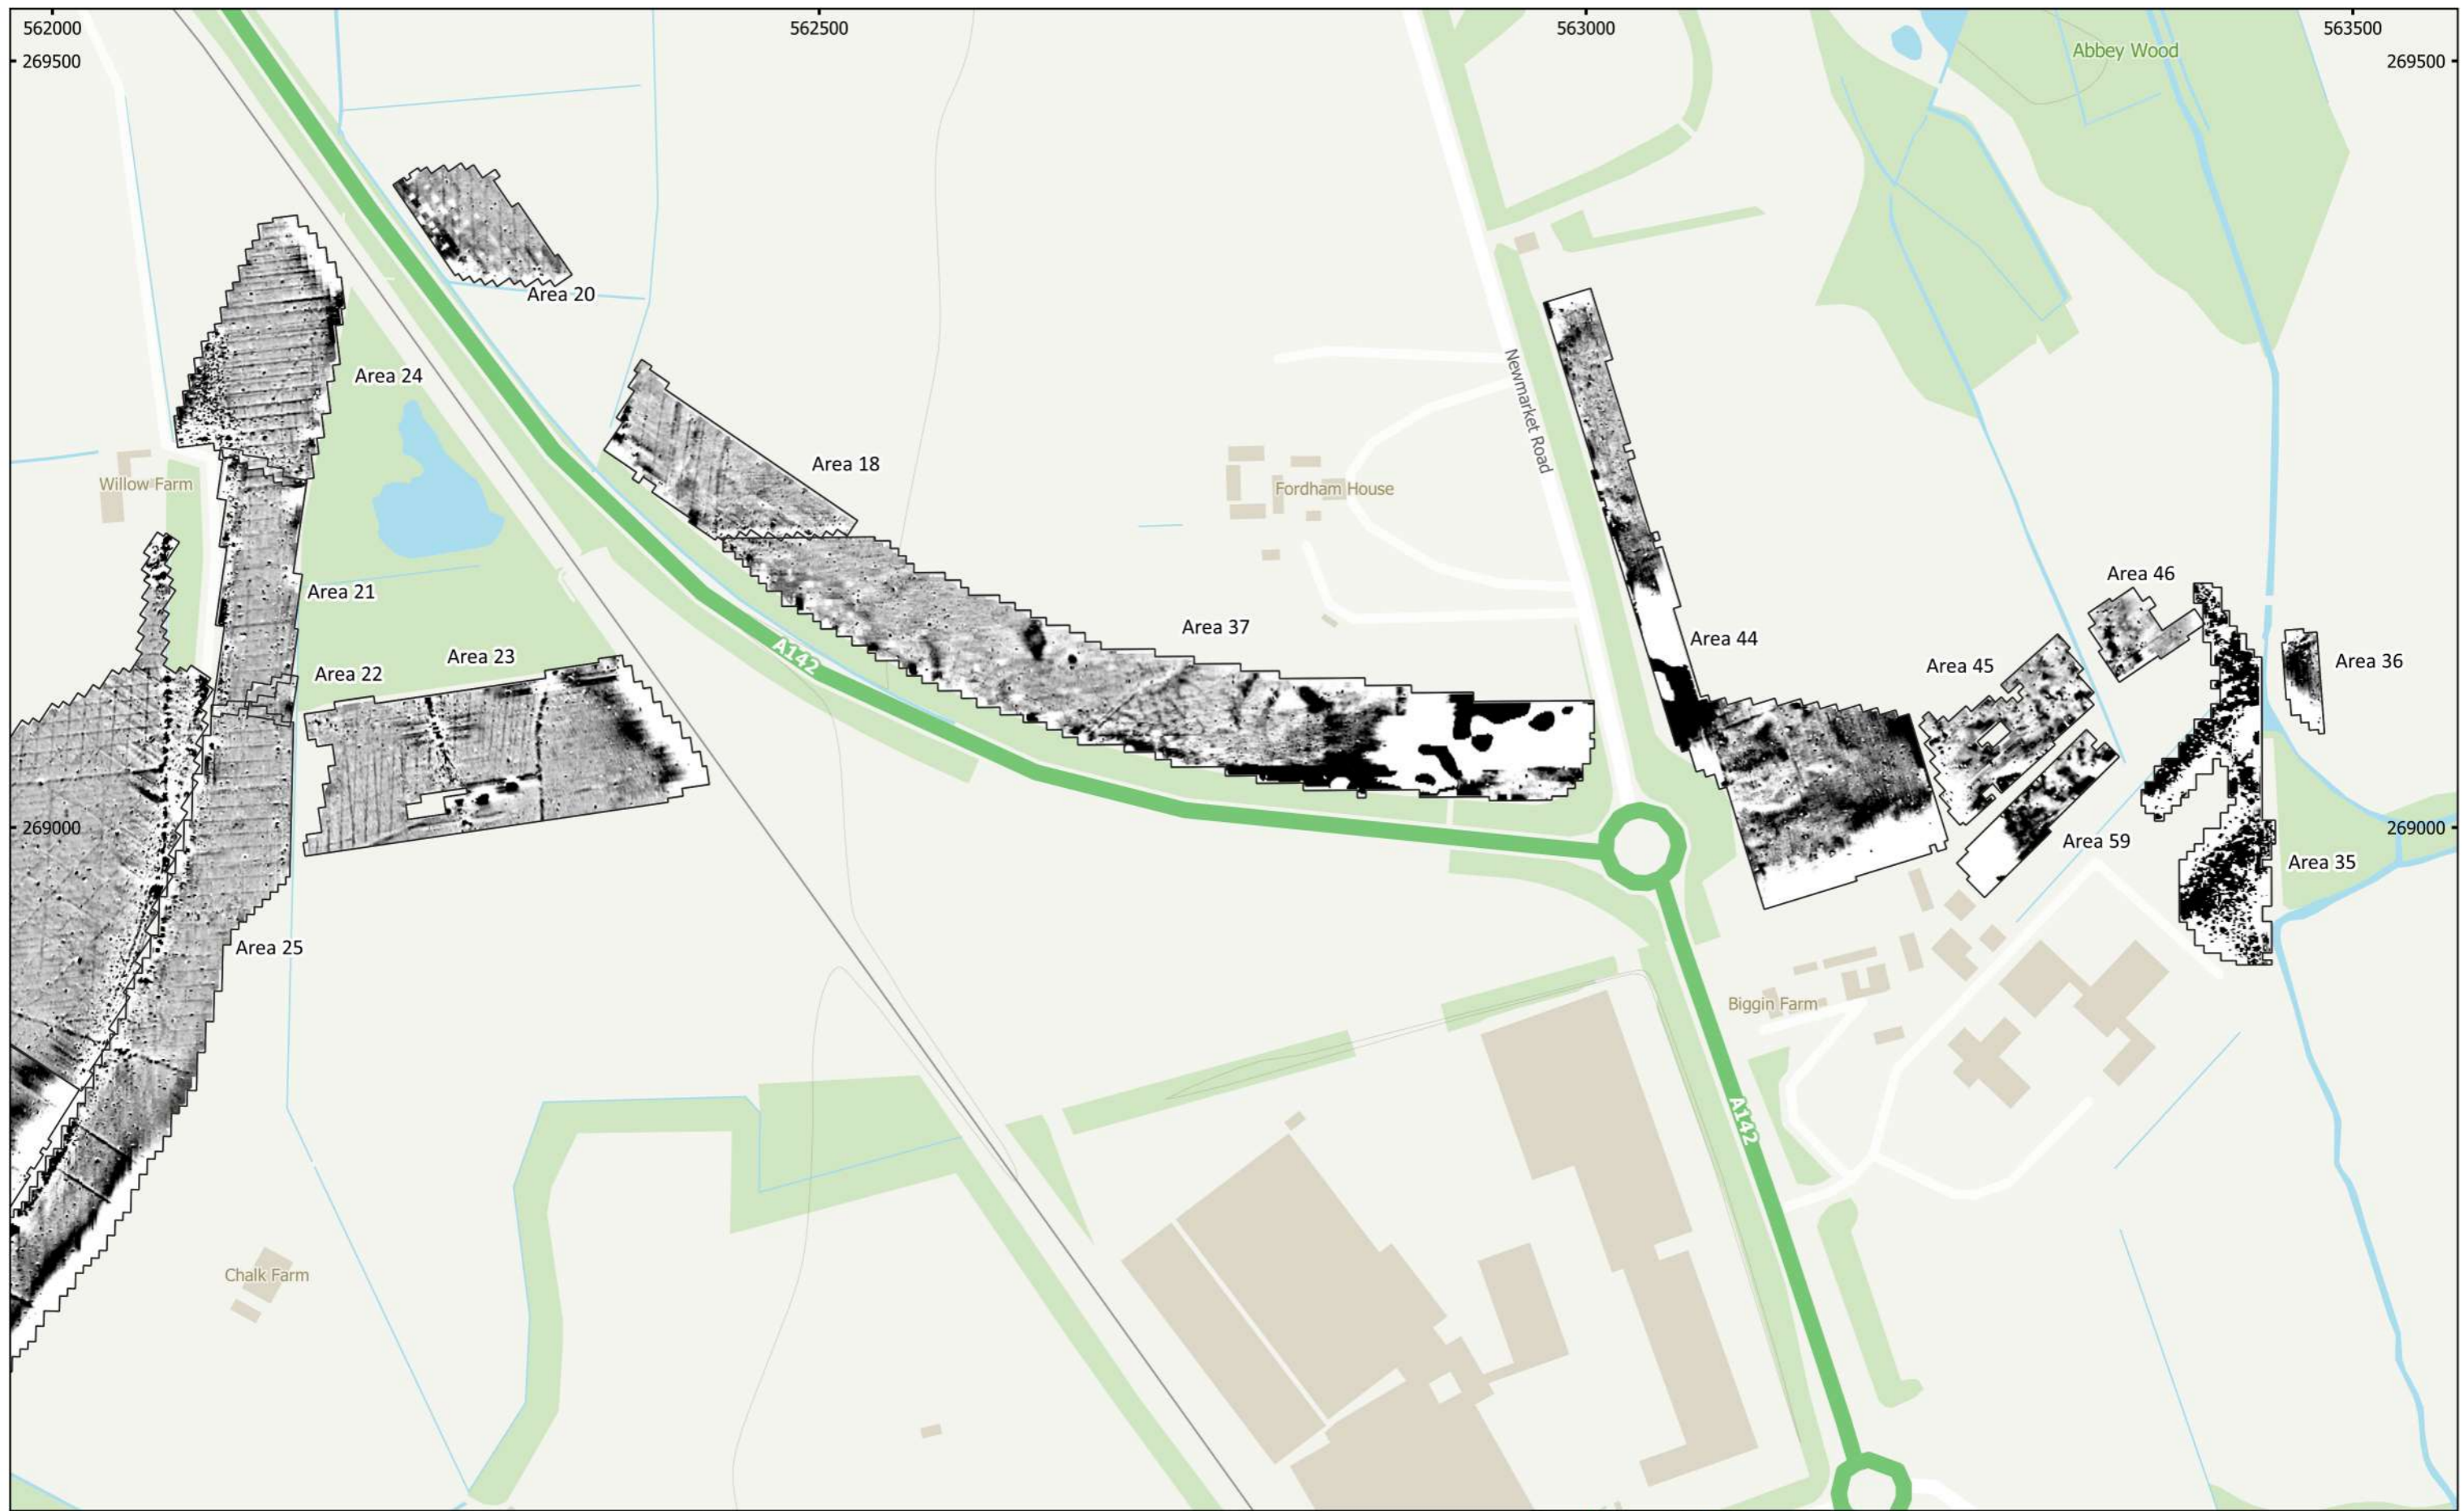 562000
562500
563000
563500
269500
Abbey Wood
269500
Area 20
Area 24
Newmarket Road
Area 18
Willow Farm
Fordham House
Area 46
Area 21
Area 37
Area 44
Area 23
A142
Area 45
Area 36
Area 22
269000
269000
Area 59
Area 35
Area 25
Biggin Farm
A142
Chalk Farm